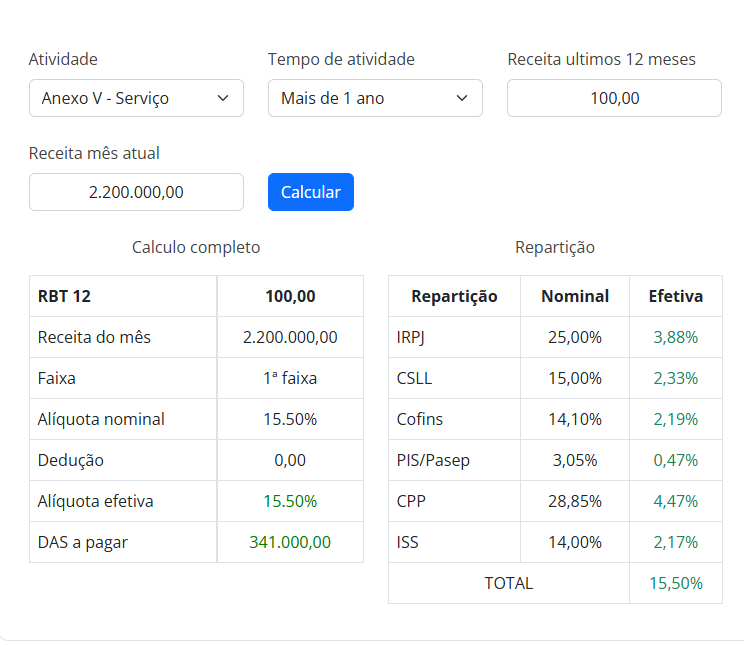 Atividade Tempo de atividade Receita ultimos 12 meses
Anexo V - Serviço Mais de 1 ano 100,00
Receita mês atual
2.200.000,00 Calcular
Calculo completo
RBT 12 100,00
Receita do mês 2.200.000,00
Faixa 1ª faixa
Alíquota nominal 15.50%
Dedução 0,00
Alíquota efetiva 15.50%
DAS a pagar 341.000,00
Repartição
Repartição Nominal Efetiva
IRPJ 25,00% 3,88%
CSLL 15,00% 2,33%
Cofins 14,10% 2,19%
PIS/Pasep 3,05% 0,47%
CPP 28,85% 4,47%
ISS 14,00% 2,17%
TOTAL 15,50%